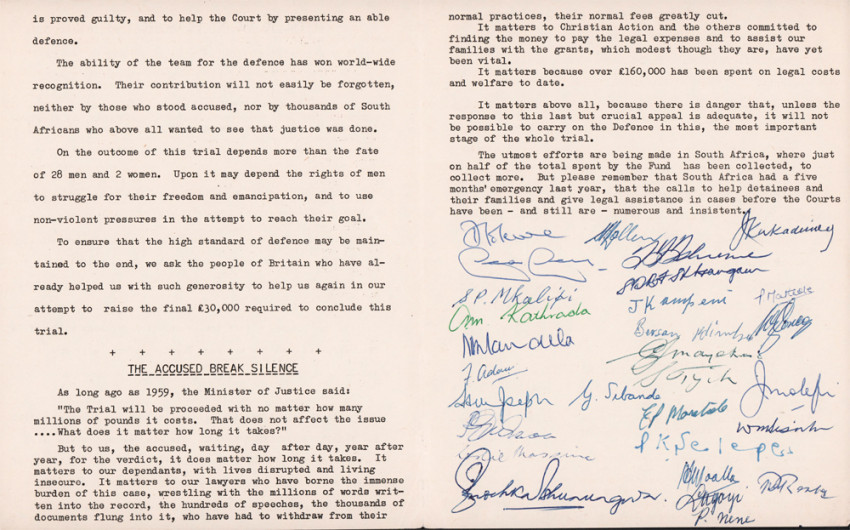 is proved guilty, and to help the Court by presenting an able
defence.
The ability of the team for the defence has won world-wide
recognition. Their contribution will not easily be forgotten,
neither by those who stood accused, nor by thousands of South
Africans who above all wanted to see that justice was done.
On the outcome of this trial depends more than the fate
of 28 men and 2 women. Upon it may depend the rights of men
to struggle for their freedom and emancipation, and to use
non-violent pressures in the attempt to reach their goal.
To ensure that the high standard of defence may be main-
tained to the end, we ask the people of Britain who have al-
ready helped us with such generosity to help us again in our
attempt to raise the final £30,000 required to conclude this
trial.
+ + + + + + + +
THE ACCUSED BREAK SILENCE
As long ago as 1959, the Minister of Justice said:
"The Trial will be proceeded with no matter how many
millions of pounds it costs. That does not affect the issue
....What does it matter how long it takes?"
But to us, the accused, waiting, day after day, year after
year, for the verdict, it does matter how long it takes. It
matters to our dependants, with lives disrupted and living
insecure. It matters to our lawyers who have borne the immense
burden of this case, wrestling with the millions of words writ-
ten into the record, the hundreds of speeches, the thousands of
documents flung into it, who have had to withdraw from their
normal practices, their normal fees greatly cut.
It matters to Christian Action and the others committed to
finding the money to pay the legal expenses and to assist our
families with the grants, which modest though they are, have yet
been vital.
It matters because over £160,000 has been spent on legal costs
and welfare to date.
It matters above all, because there is danger that, unless the
response to this last but crucial appeal is adequate, it will not
be possible to carry on the Defence in this, the most important
stage of the whole trial.
The utmost efforts are being made in South Africa, where just
on half of the total spent by the Fund has been collected, to
collect more. But please remember that South Africa had a five
months' emergency last year, that the calls to help detainees and
their families and give legal assistance in cases before the Courts
have been - and still are - numerous and insistent.
S P. Mkalipi
Kathrada
NMandela
F Adams
G. Sibande
P. Nene